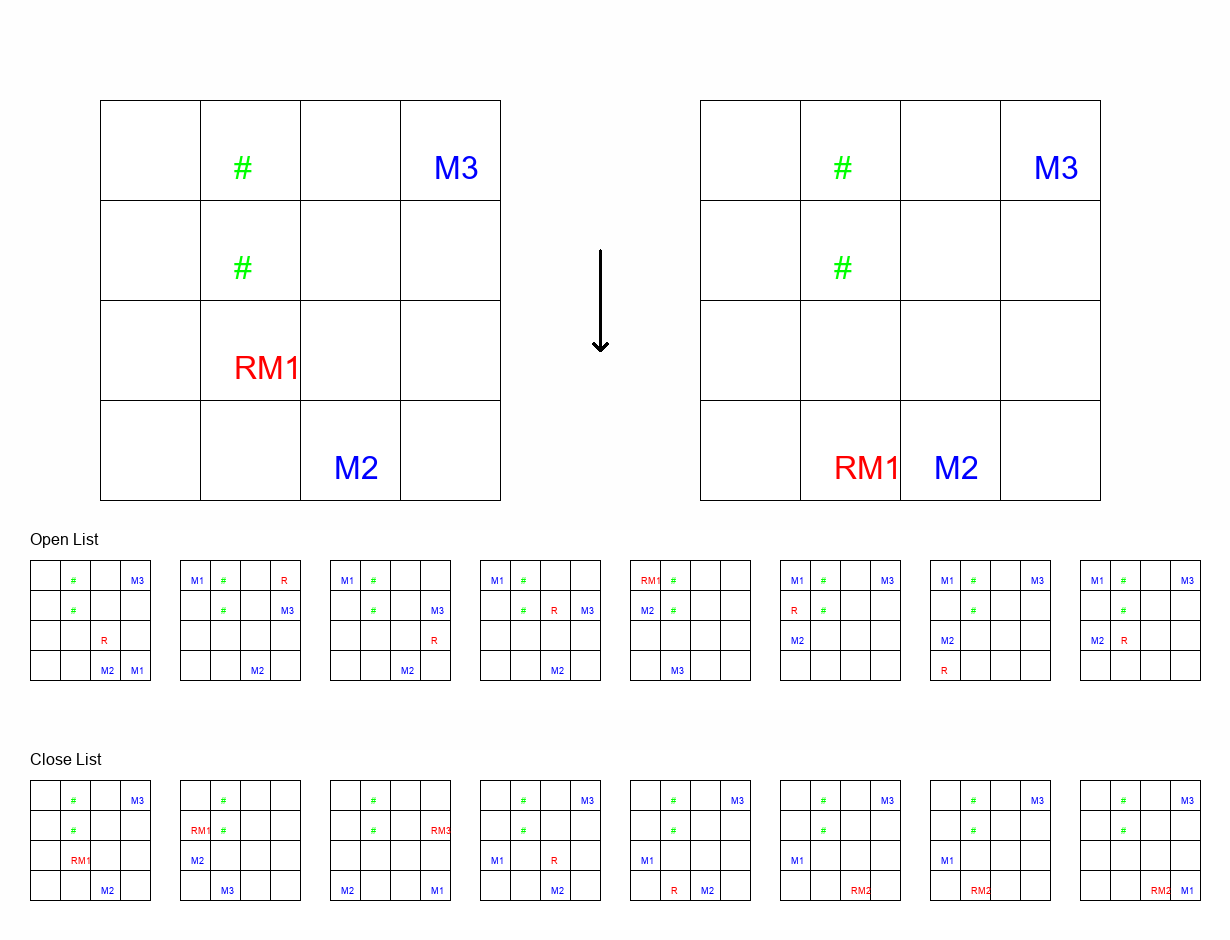 # M3 # M3
# #
RM1
M2 RM1 M2
Open List
# M3 M1 # R M1 # M1 # RM1 # M1 # M3 M1 # M3 M1 # M3
# # M3 # M3 # R M3 M2 # R # # #
R R M2 M2 M2 R
M2 M1 M2 M2 M2 M3 R
Close List
# M3 # # # M3 # M3 # M3 # M3 # M3
# RM1 # # RM3 # # # # #
RM1 M2 M1 R M1 M1 M1
M2 M3 M2 M1 M2 R M2 RM2 RM2 RM2 M1